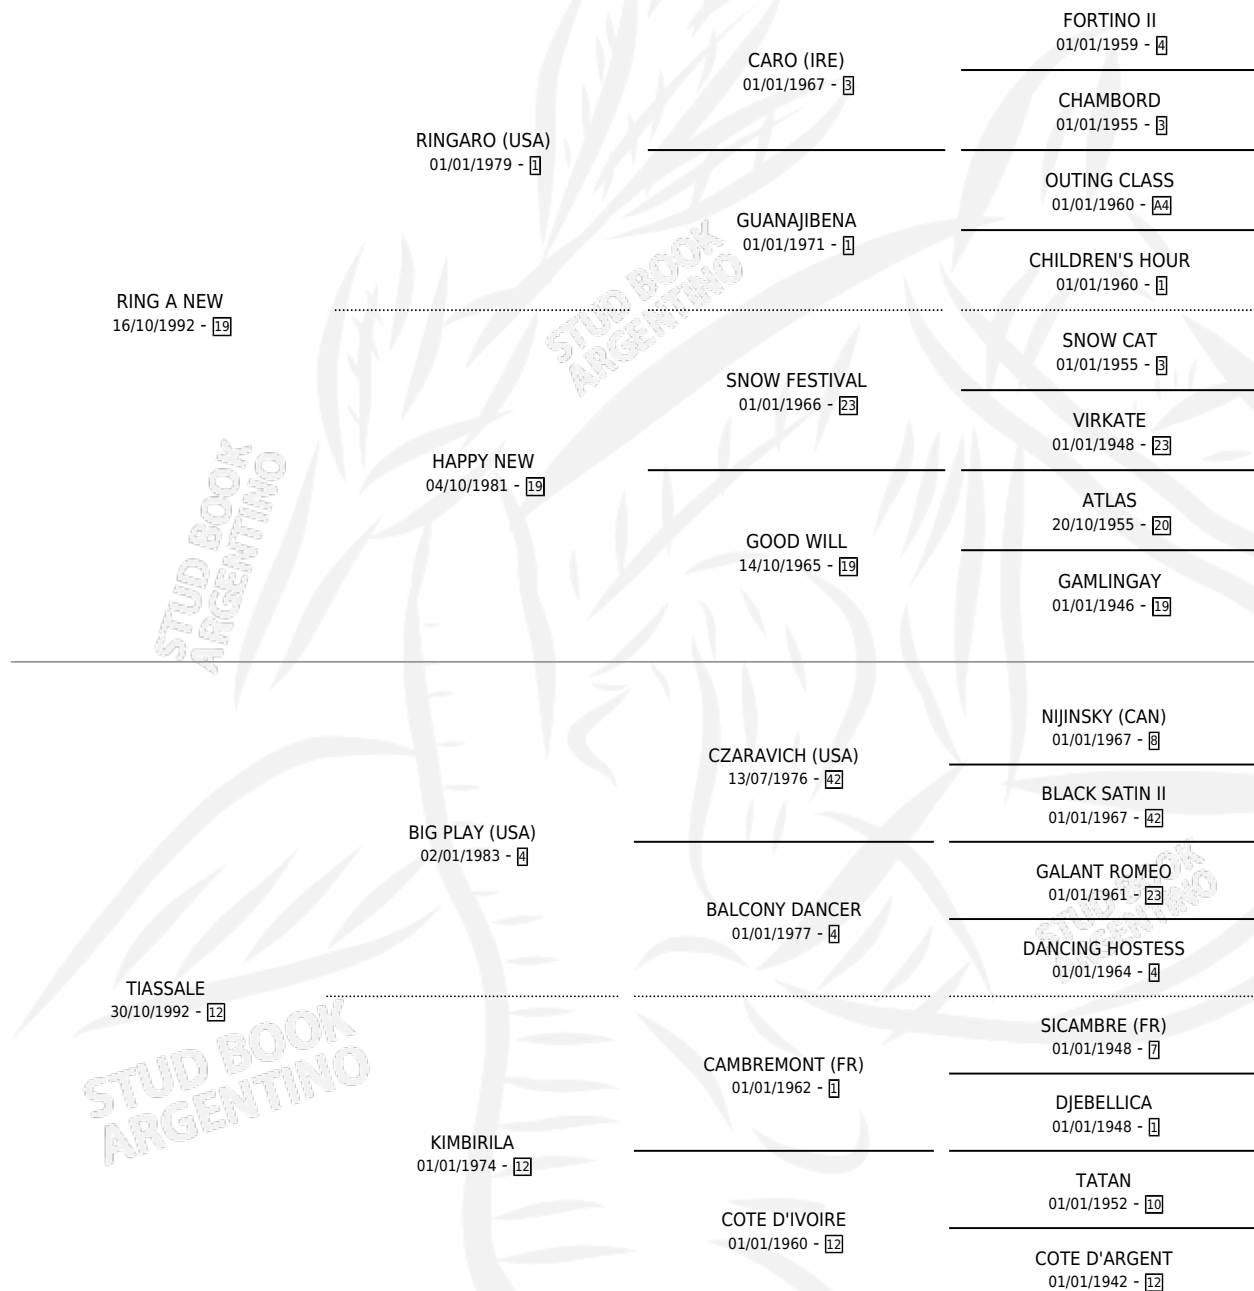 FORTINO II
01/01/1959 - 4
CARO (IRE)
01/01/1967 - 3
CHAMBORD
01/01/1955 - 3
RINGARO (USA)
01/01/1979 - 1
OUTING CLASS
01/01/1960 - A4
GUANAJIBENA
01/01/1971 - 1
CHILDREN'S HOUR
01/01/1960 - 1
RING A NEW
16/10/1992 - 19
SNOW CAT
01/01/1955 - 3
SNOW FESTIVAL
01/01/1966 - 23
VIRKATE
01/01/1948 - 23
HAPPY NEW
04/10/1981 - 19
ATLAS
20/10/1955 - 20
GOOD WILL
14/10/1965 - 19
GAMLINGAY
01/01/1946 - 19
NIJINSKY (CAN)
01/01/1967 - 8
CZARAVICH (USA)
13/07/1976 - 42
BLACK SATIN II
01/01/1967 - 42
BIG PLAY (USA)
02/01/1983 - 4
GALANT ROMEO
01/01/1961 - 23
BALCONY DANCER
01/01/1977 - 4
DANCING HOSTESS
01/01/1964 - 4
TIASSALE
30/10/1992 - 12
SICAMBRE (FR)
01/01/1948 - 7
CAMBREMONT (FR)
01/01/1962 - 1
DJEBELLICA
01/01/1948 - 1
KIMBIRILA
01/01/1974 - 12
TATAN
01/01/1952 - 10
COTE D'IVOIRE
01/01/1960 - 12
COTE D'ARGENT
01/01/1942 - 12
STUD BOOK
ARGENTINO
STUD BOOK
ARGENTINO
STUD BOOK
ARGENTINO
STUD BOOK
ARGENTINO